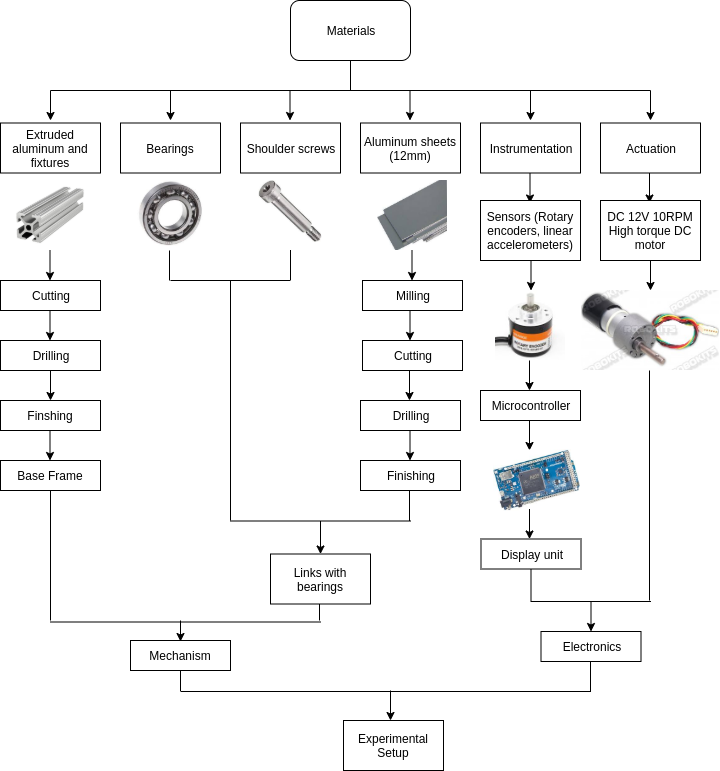 Materials
Extruded
aluminum and
fixtures
Bearings
Shoulder screws
Aluminum sheets
(12mm)
Instrumentation
Actuation
Sensors (Rotary
encoders, linear
accelerometers)
DC 12V 10RPM
High torque DC
motor
Cutting
Milling
Drilling
Cutting
Finshing
Microcontroller
Drilling
Base Frame
Finishing
Display unit
Links with
bearings
Mechanism
Electronics
Experimental
Setup